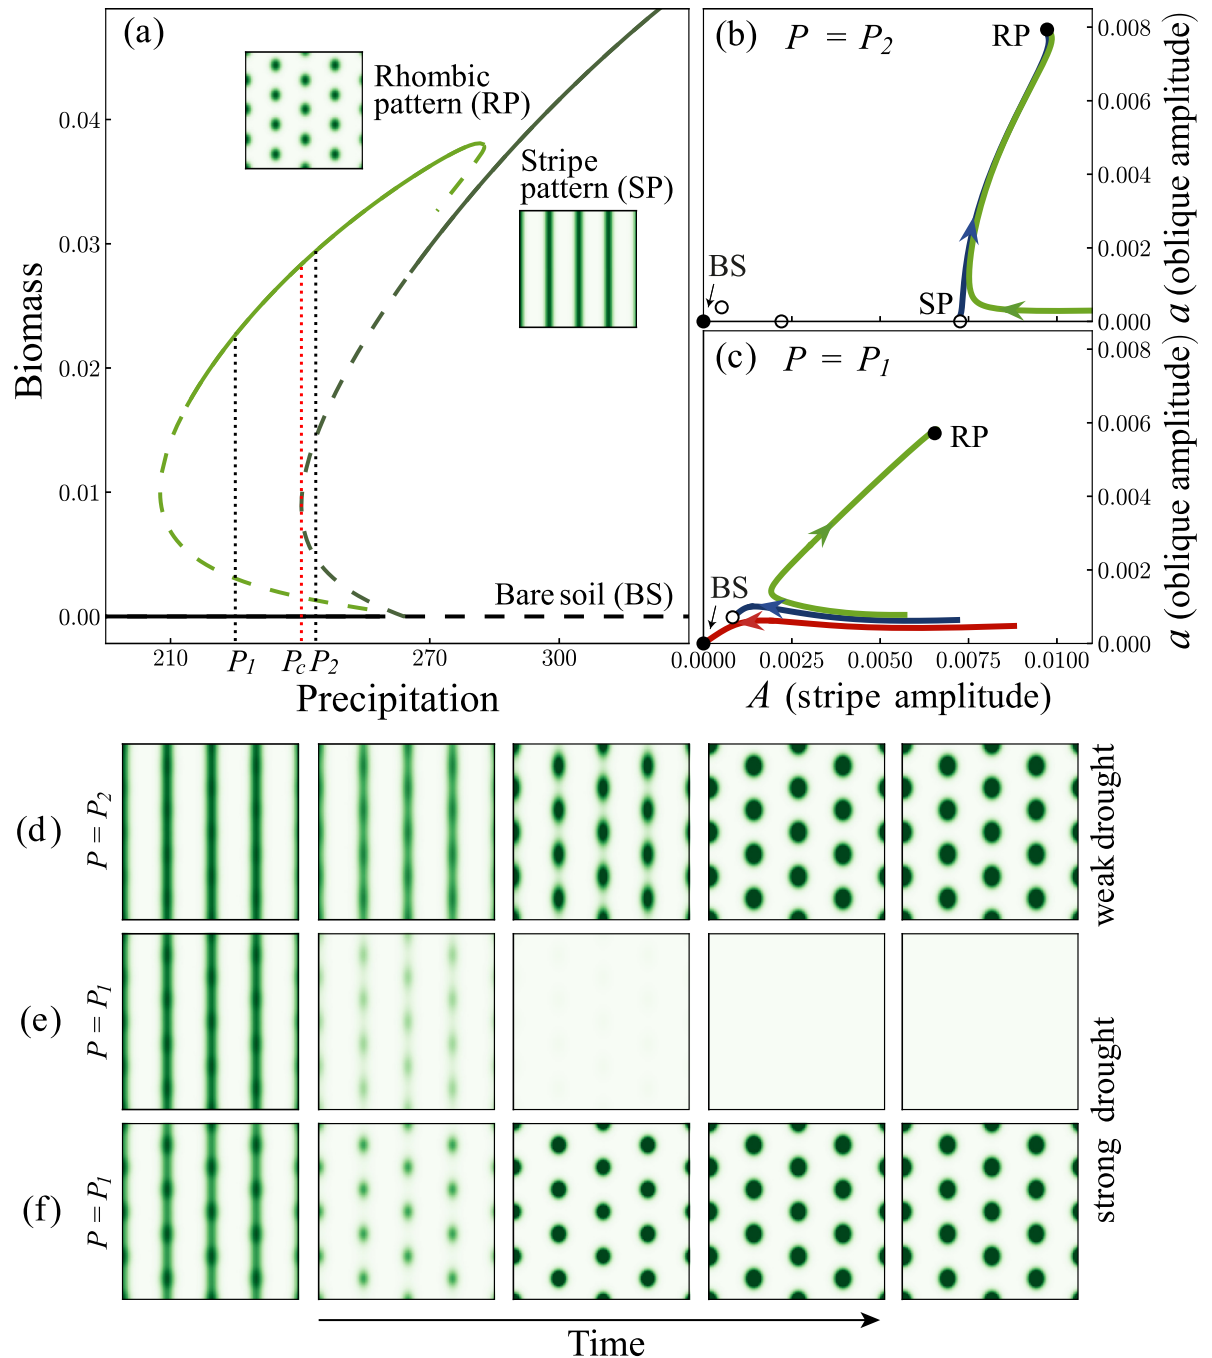 (a)
Rhombic
pattern (RP)
Stripe
pattern (SP)
Bare soil (BS)
Biomass
0.04
0.03
0.02
0.01
0.00
210
P1
Pc
P2
270
300
Precipitation
(b)
P = P2
RP
BS
SP
0.008
0.006
0.004
0.002
0.000
a (oblique amplitude)
(c)
P = P1
RP
BS
0.008
0.006
0.004
0.002
0.000
a (oblique amplitude)
0.0000
0.0025
0.0050
0.0075
0.0100
A (stripe amplitude)
(d)
P = P2
weak drought
(e)
P = P1
(f)
P = P1
strong drought
Time